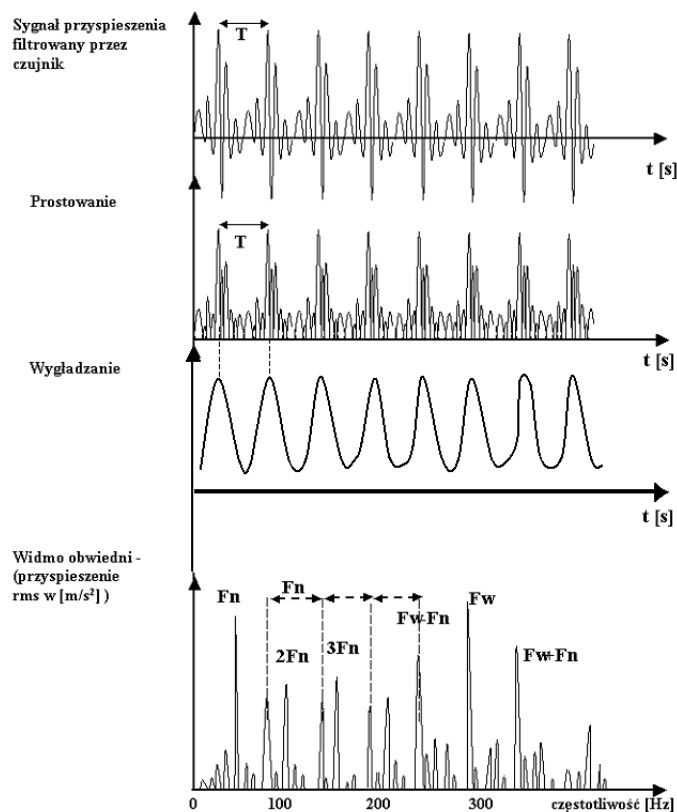 Sygnał przyspieszenia
filtrowany przez
czujnik
T
t [s]
Prostowanie
T
t [s]
Wygładzanie
t [s]
Widmo obwiedni -
(przyspieszenie
rms w [m/s²] )
Fn
Fn
Fw-Fn
Fw
2Fn
3Fn
Fw+Fn
0
100
200
300
częstotliwość [Hz]